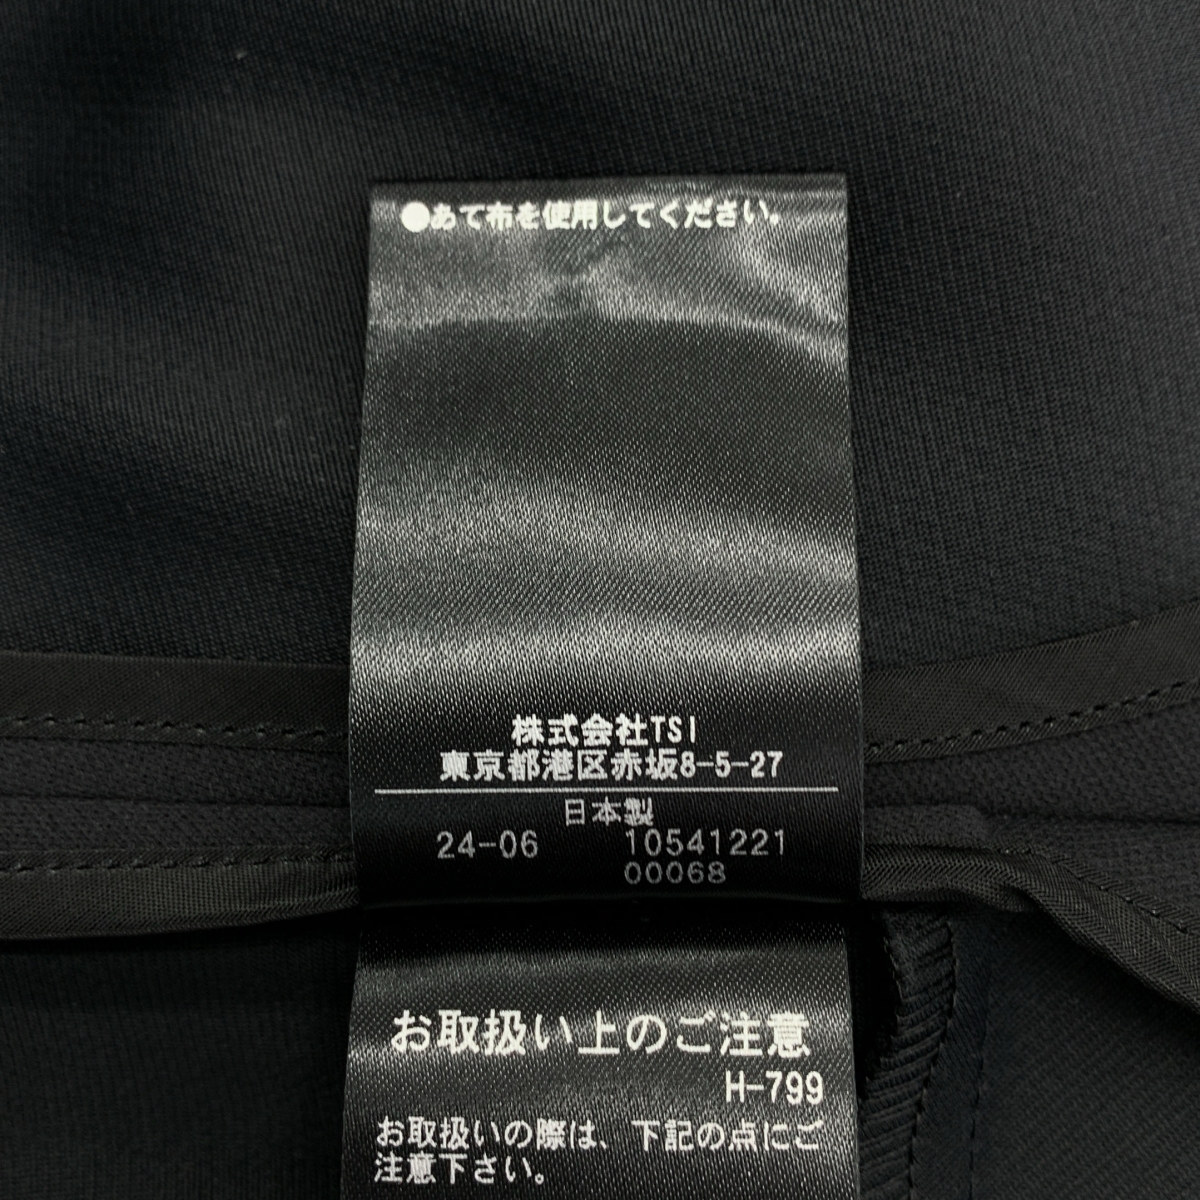 ●あて布を使用してください。
株式会社TSI
東京都港区赤坂8-5-27
日本製
24-06 10541221
00068
お取扱い上のご注意
H-799
お取扱いの際は、下記の点にご
注意下さい。